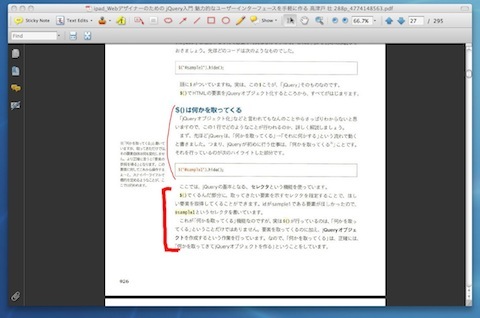 ipad_Webデザイナーのための jQuery入門 魅力的なユーザーインターフェースを手軽に作る 高津戸 壮 288p_4774148563.pdf
Sticky Note
Text Edits
66.7%
27 / 295
Find
おきましょう。先ほどのコードは次のようなものでした。
$("#sample1").hide();
頭に$がついていますね。実は、この$こそが、「jQuery」そのものなのです。
$()でHTMLの要素をjQueryオブジェクト化するところから、すべてがはじまります。
$()は何かを取ってくる
「jQueryオブジェクト化」などと言われてもなんのことやらさっぱりわからないと思
いますので、この1行でどのようなことが行われるのか、詳しく解説しましょう。
まず、先ほどjQueryは、「何かを取ってくる」→「それに何かする」という流れで動く
と書きました。つまり、jQueryが初めに行う仕事は、「何かを取ってくる」ことです。
それを行っているのが次のハイライトした部分です。
$("#sample1").hide();
ここでは、jQueryの基本となる、セレクタという機能を使っています。
$()でくるんだ部分に、取ってきたい要素を示すセレクタを指定することで、ほし
い要素を取得してくることができます。idがsample1である要素がほしかったので、
#sample1というセレクタを書いています。
これが「何かを取ってくる」機能なのですが、実は$()が行っているのは、「何かを取っ
てくる」ということだけではありません。要素を取ってくるのに加え、jQueryオブジェ
クトを作成するという作業を行っています。なので、「何かを取ってくる」は、正確には、
「何かを取ってきてjQueryオブジェクトを作る」ということをしています。
026